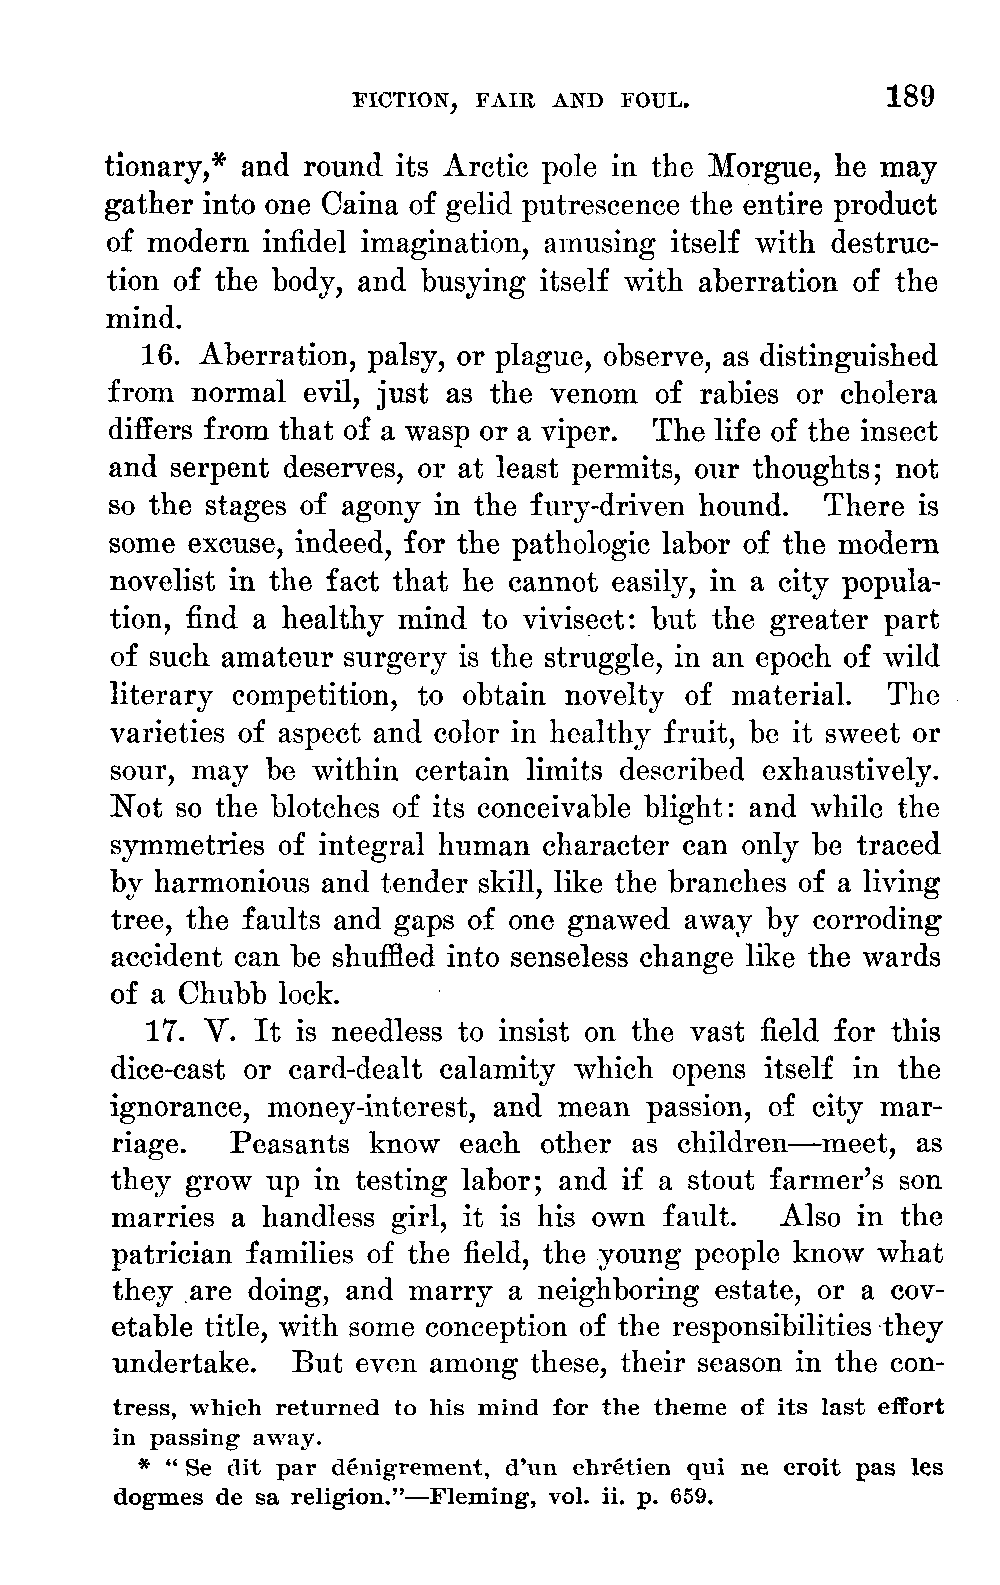 FICTION, FAIR AND FOUL. 189
tionary,* and round its Arctic pole in the Morgue, he may
gather into one Caina of gelid putrescence the entire product
of modern infidel imagination, amusing itself with destruc-
tion of the body, and busying itself with aberration of the
mind.
16. Aberration, palsy, or plague, observe, as distinguished
from normal evil, just as the venom of rabies or cholera
differs from that of a wasp or a viper. The life of the insect
and serpent deserves, or at least permits, our thoughts; not
so the stages of agony in the fury-driven hound. There is
some excuse, indeed, for the pathologic labor of the modern
novelist in the fact that he cannot easily, in a city popula-
tion, find a healthy mind to vivisect: but the greater part
of such amateur surgery is the struggle, in an epoch of wild
literary competition, to obtain novelty of material. The
varieties of aspect and color in healthy fruit, be it sweet or
sour, may be within certain limits described exhaustively.
Not so the blotches of its conceivable blight: and while the
symmetries of integral human character can only be traced
by harmonious and tender skill, like the branches of a living
tree, the faults and gaps of one gnawed away by corroding
accident can be shuffled into senseless change like the wards
of a Chubb lock.
17. V. It is needless to insist on the vast field for this
dice-cast or card-dealt calamity which opens itself in the
ignorance, money-interest, and mean passion, of city mar-
riage. Peasants know each other as children—meet, as
they grow up in testing labor; and if a stout farmer's son
marries a handless girl, it is his own fault. Also in the
patrician families of the field, the young people know what
they are doing, and marry a neighboring estate, or a cov-
etable title, with some conception of the responsibilities they
undertake. But even among these, their season in the con-
tress, which returned to his mind for the theme of its last effort
in passing away.
* "Se dit par dénigrement, d'un chrétien qui ne croit pas les
dogmes de sa religion."—Fleming, vol. ii. p. 659.